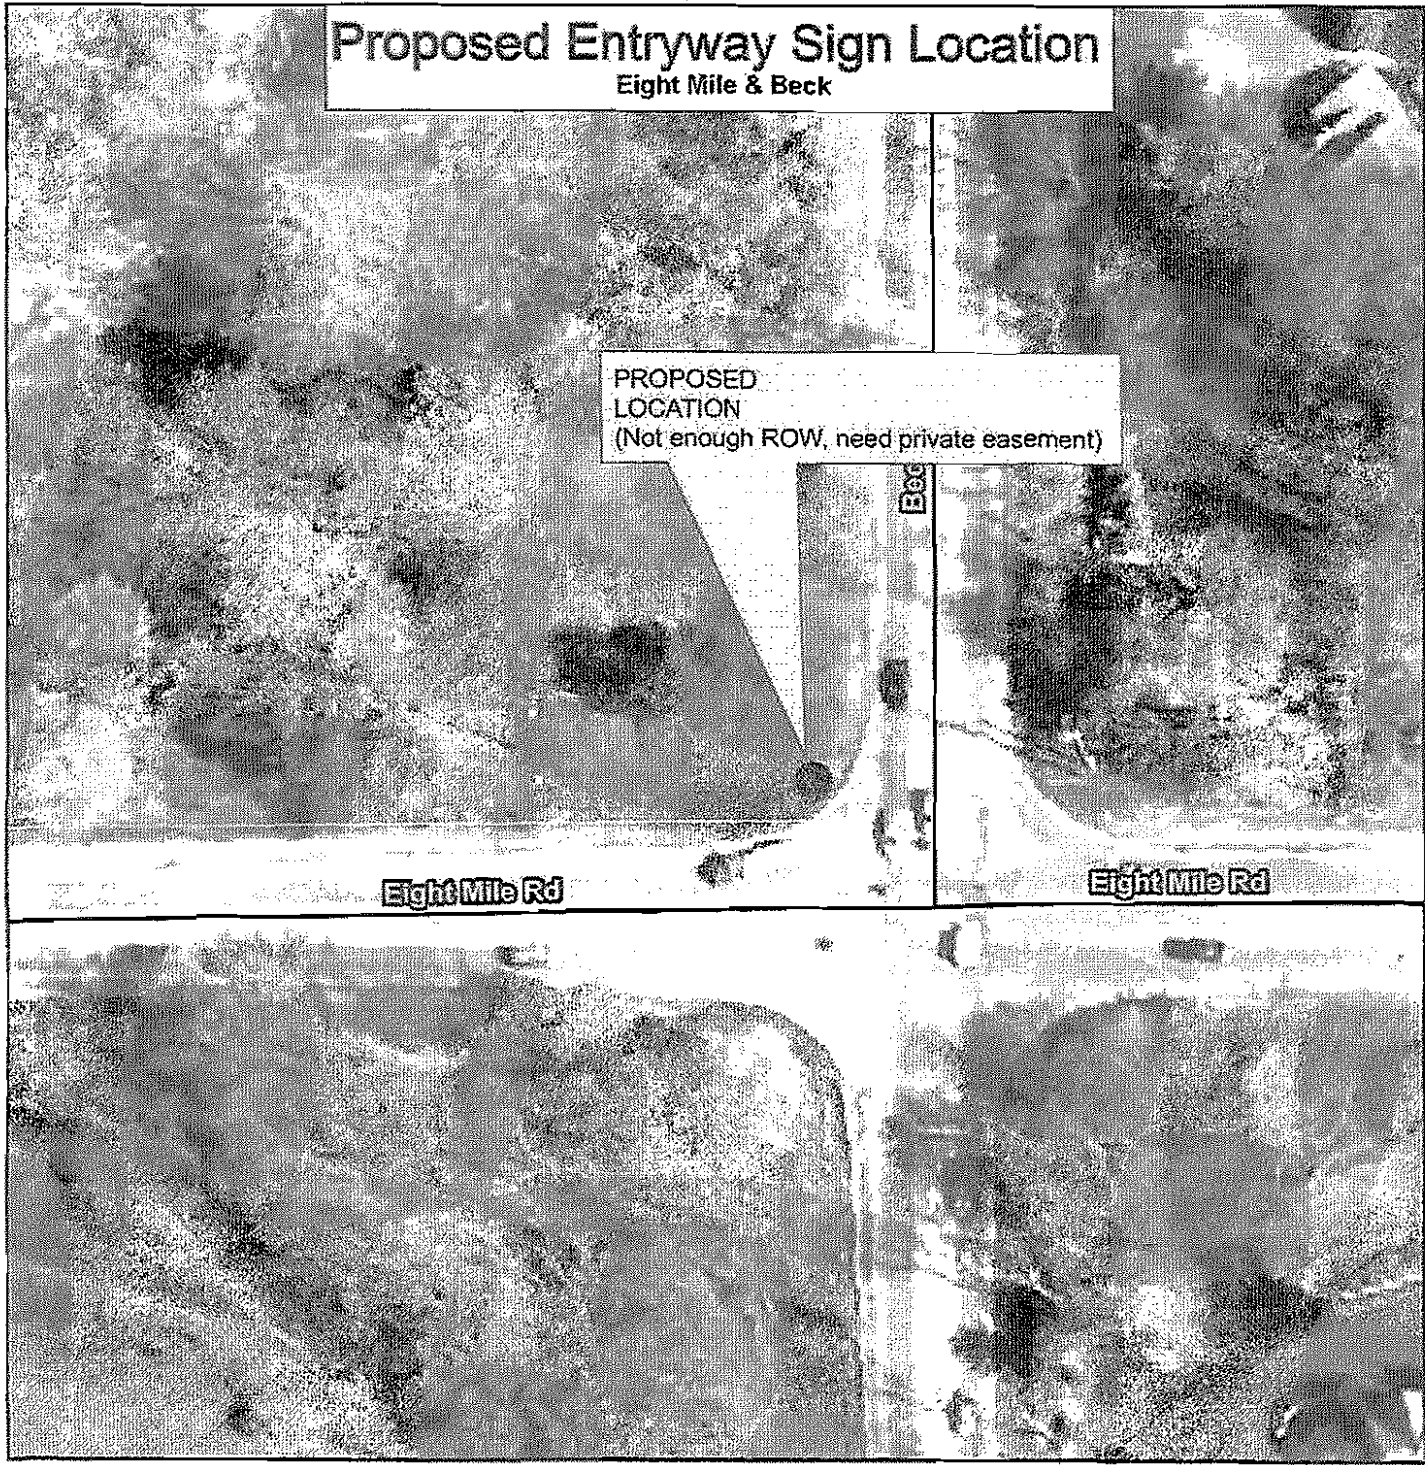 Proposed Entryway Sign Location
Eight Mile & Beck
PROPOSED
LOCATION
(Not enough ROW, need private easement)
Eight Mile Rd
Eight Mile Rd